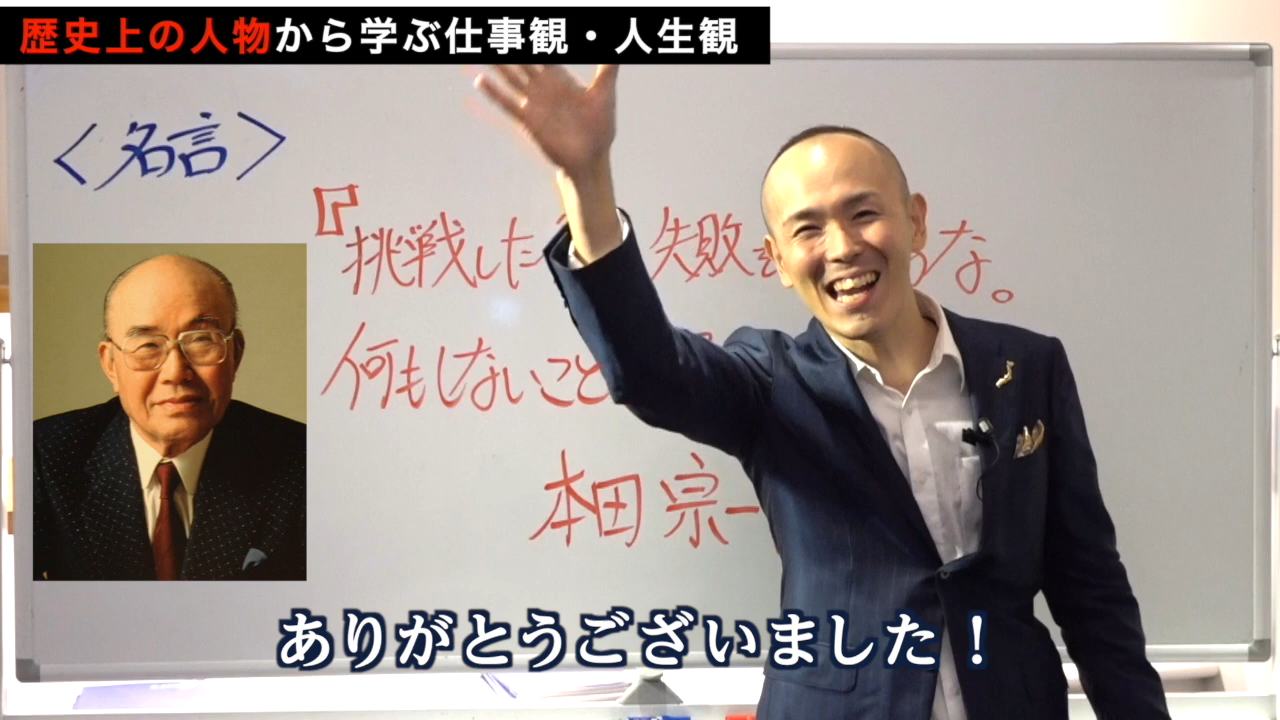 歴史上の人物から学ぶ仕事観・人生観
<名言>
『挑戦した 失敗を な。
何もしないこと
本田宗一
ありがとうございました！